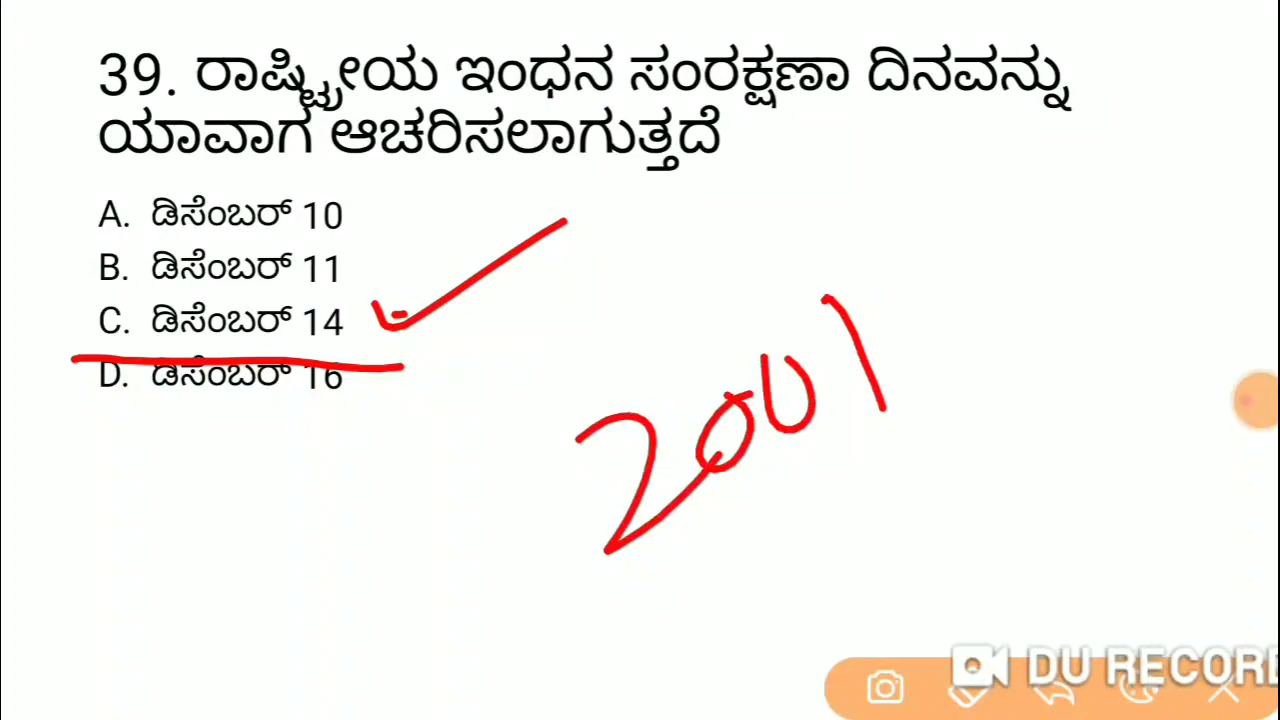 39. ರಾಷ್ಟ್ರೀಯ ಇಂಧನ ಸಂರಕ್ಷಣಾ ದಿನವನ್ನು
ಯಾವಾಗ ಆಚರಿಸಲಾಗುತ್ತದೆ
A. ಡಿಸೆಂಬರ್ 10
B. ಡಿಸೆಂಬರ್ 11
C. ಡಿಸೆಂಬರ್ 14
D. ಡಿಸೆಂಬರ್ 16
2001
DU RECORD